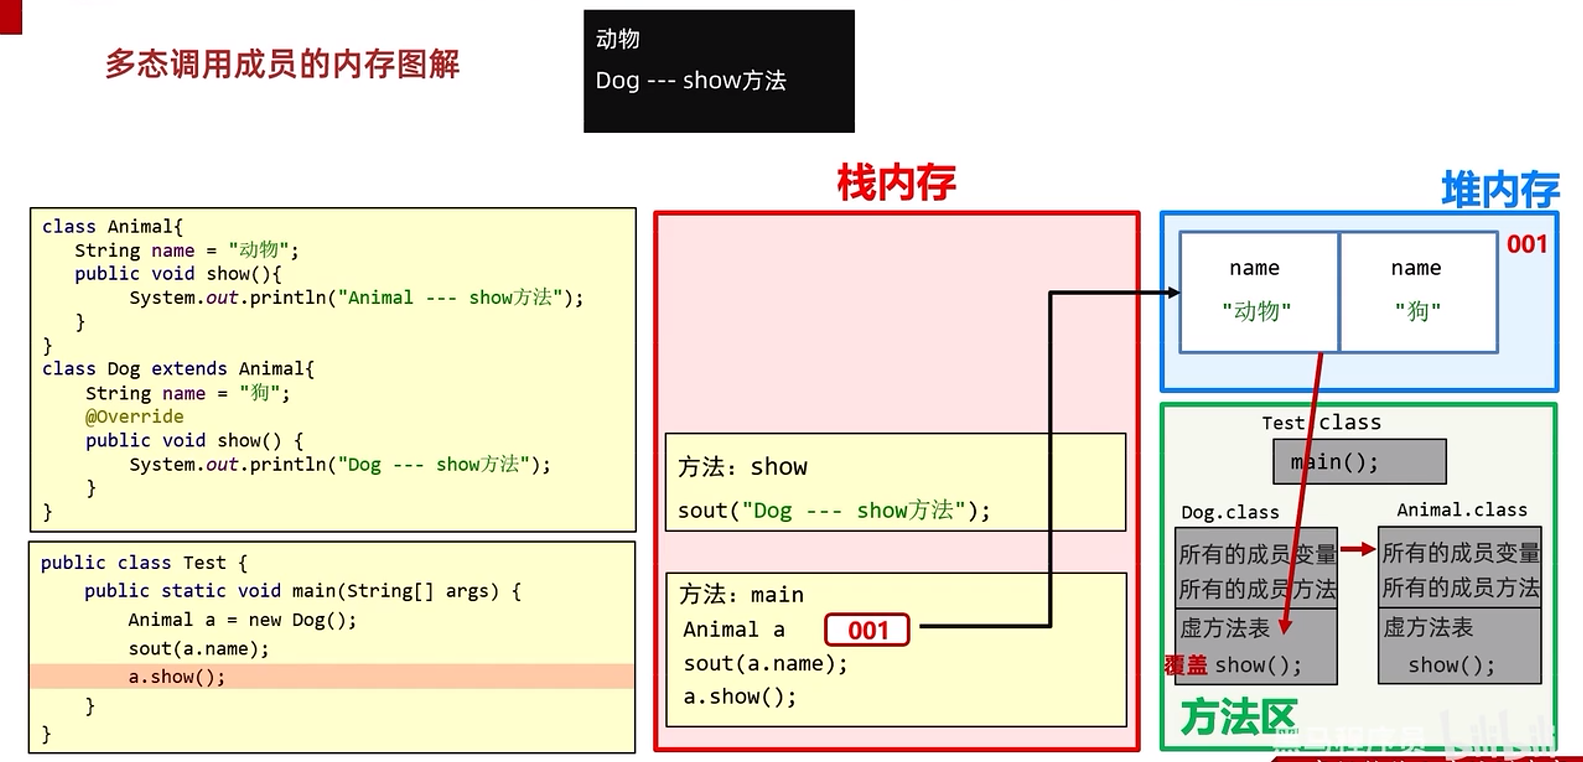 多态调用成员的内存图解
动物
Dog --- show方法
class Animal{
String name = "动物";
public void show(){
System.out.println("Animal --- show方法");
}
}
class Dog extends Animal{
String name = "狗";
@Override
public void show() {
System.out.println("Dog --- show方法");
}
}
public class Test {
public static void main(String[] args) {
Animal a = new Dog();
sout(a.name);
a.show();
}
}
栈内存
方法：show
sout("Dog --- show方法");
方法：main
Animal a 001
sout(a.name);
a.show();
堆内存
001
name name
"动物" "狗"
Test.class
main();
Dog.class
所有的成员变量
所有的成员方法
虚方法表
覆盖 show();
Animal.class
所有的成员变量
所有的成员方法
虚方法表
show();
方法区
黑马程序员 bilibili